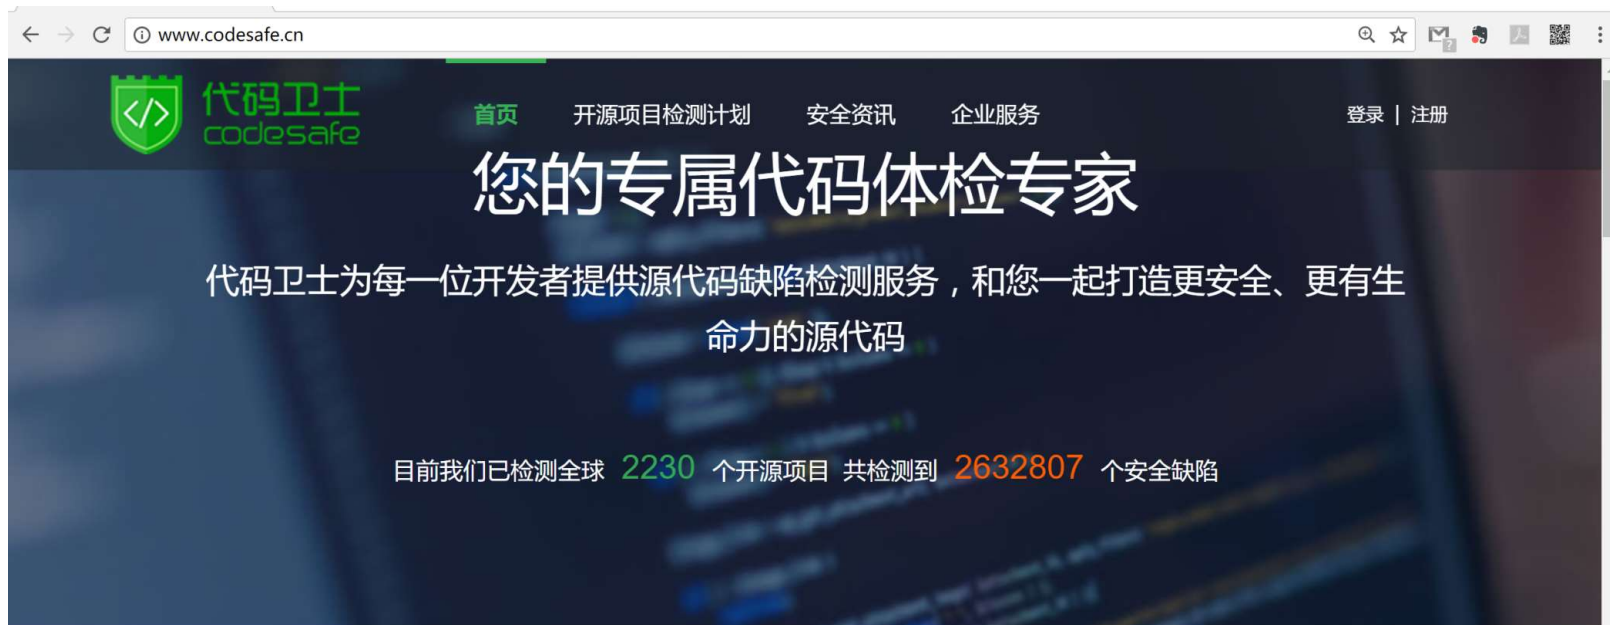 www.codesafe.cn
代码卫士
codesafe
首页 开源项目检测计划 安全资讯 企业服务 登录 | 注册
您的专属代码体检专家
代码卫士为每一位开发者提供源代码缺陷检测服务，和您一起打造更安全、更有生
命力的源代码
目前我们已检测全球 2230 个开源项目 共检测到 2632807 个安全缺陷